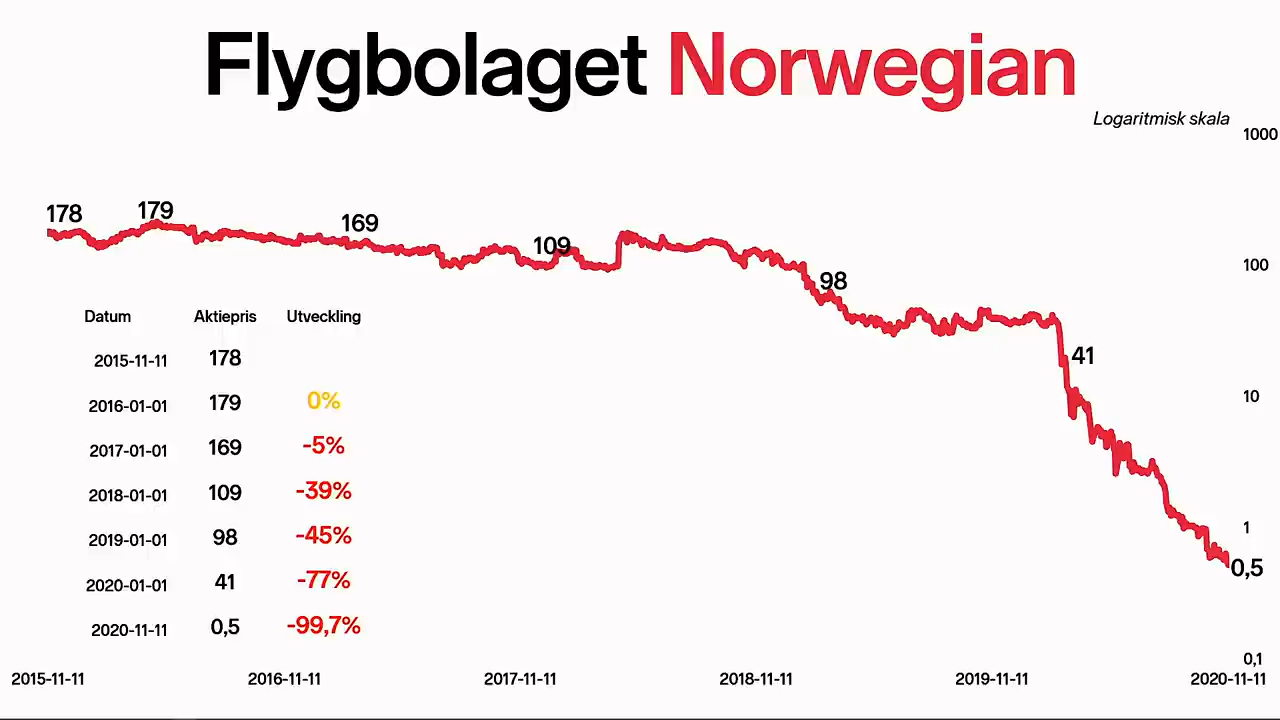 Flygbolaget Norwegian
Logaritmisk skala
1000
178
179
169
109
100
98
Datum Aktiepris Utveckling
2015-11-11 178
41
2016-01-01 179 0%
10
2017-01-01 169 -5%
2018-01-01 109 -39%
2019-01-01 98 -45%
1
2020-01-01 41 -77%
0,5
2020-11-11 0,5 -99,7%
0,1
2015-11-11 2016-11-11 2017-11-11 2018-11-11 2019-11-11 2020-11-11